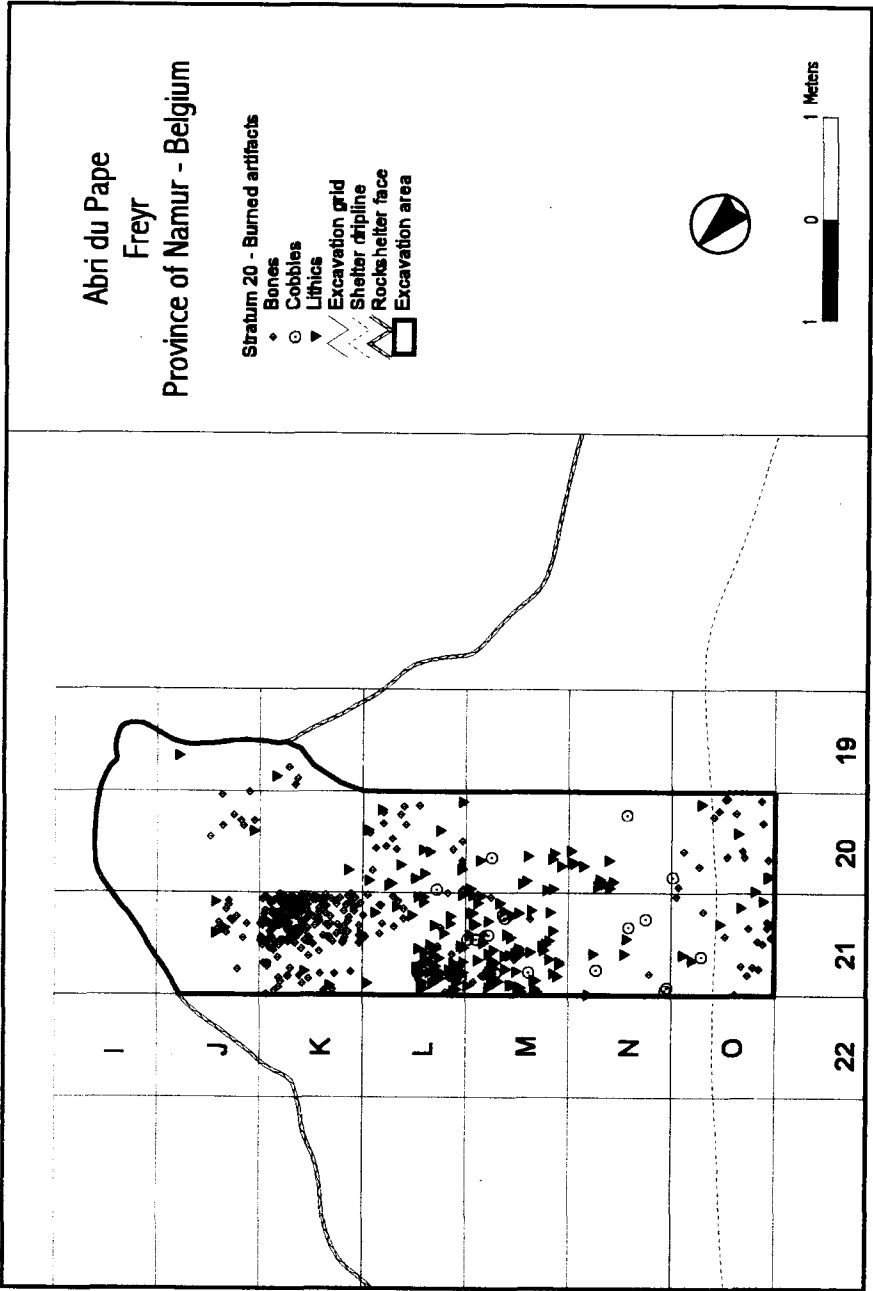 Abri du Pape
Freyr
Province of Namur - Belgium
Stratum 20 - Burned artifacts
Bones
Cobbles
Lithics
Excavation grid
Shelter dripline
Rockshelter face
Excavation area
1 0 1 Meters
I
J
K
L
M
N
O
22 21 20 19